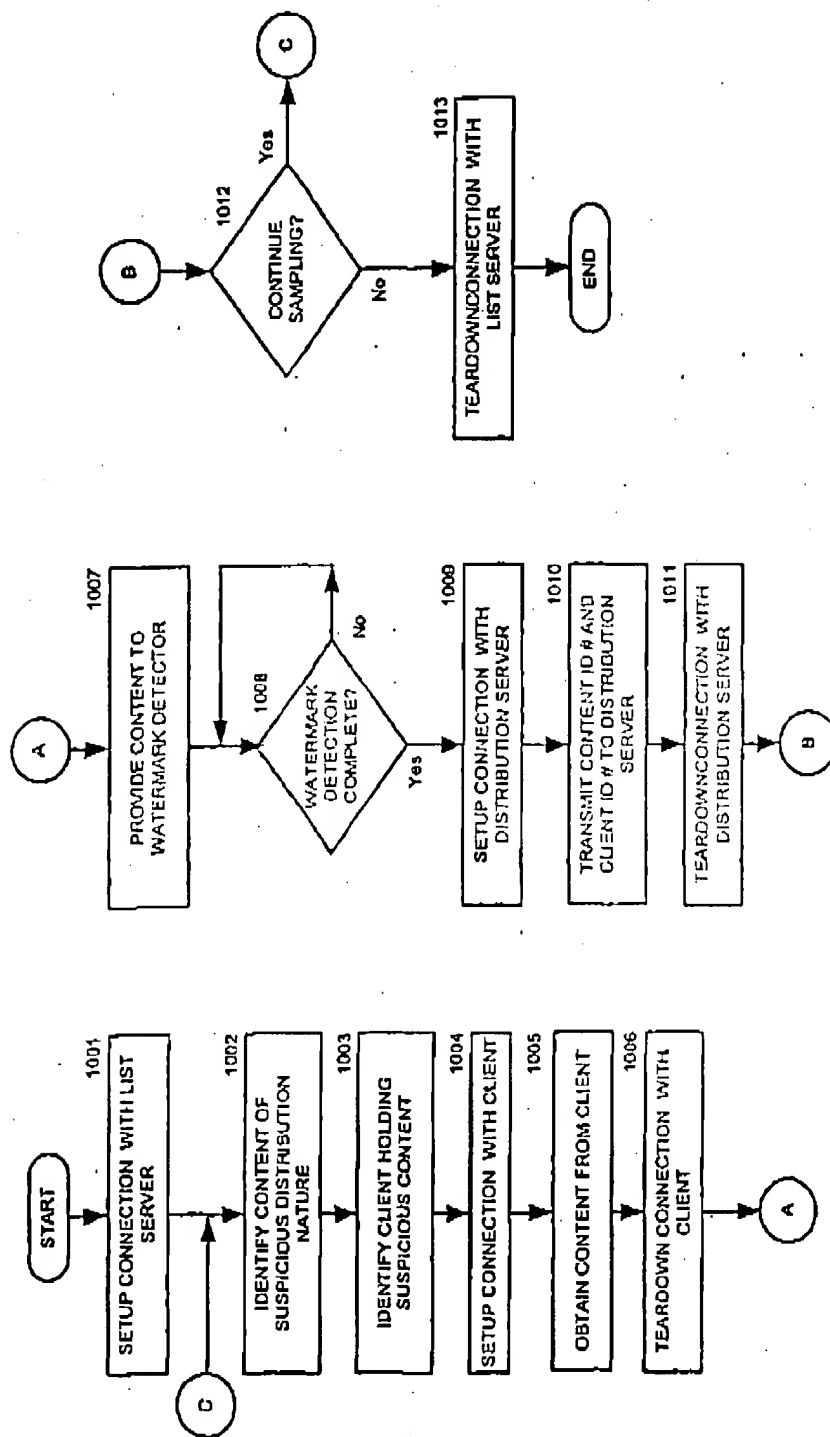 START
1001
SETUP CONNECTION WITH LIST
SERVER
C
1002
IDENTIFY CONTENT OF
SUSPICIOUS DISTRIBUTION
NATURE
1003
IDENTIFY CLIENT HOLDING
SUSPICIOUS CONTENT
1004
SETUP CONNECTION WITH CLIENT
1005
OBTAIN CONTENT FROM CLIENT
1006
TEARDOWN CONNECTION WITH
CLIENT
A
A
1007
PROVIDE CONTENT TO
WATERMARK DETECTOR
1008
WATERMARK
DETECTION
COMPLETE?
No
Yes
1009
SETUP CONNECTION WITH
DISTRIBUTION SERVER
1010
TRANSMIT CONTENT ID # AND
CLIENT ID # TO DISTRIBUTION
SERVER
1011
TEARDOWNCONNECTION WITH
DISTRIBUTION SERVER
B
B
1012
CONTINUE
SAMPLING?
Yes
C
No
1013
TEARDOWNCONNECTION WITH
LIST SERVER
END